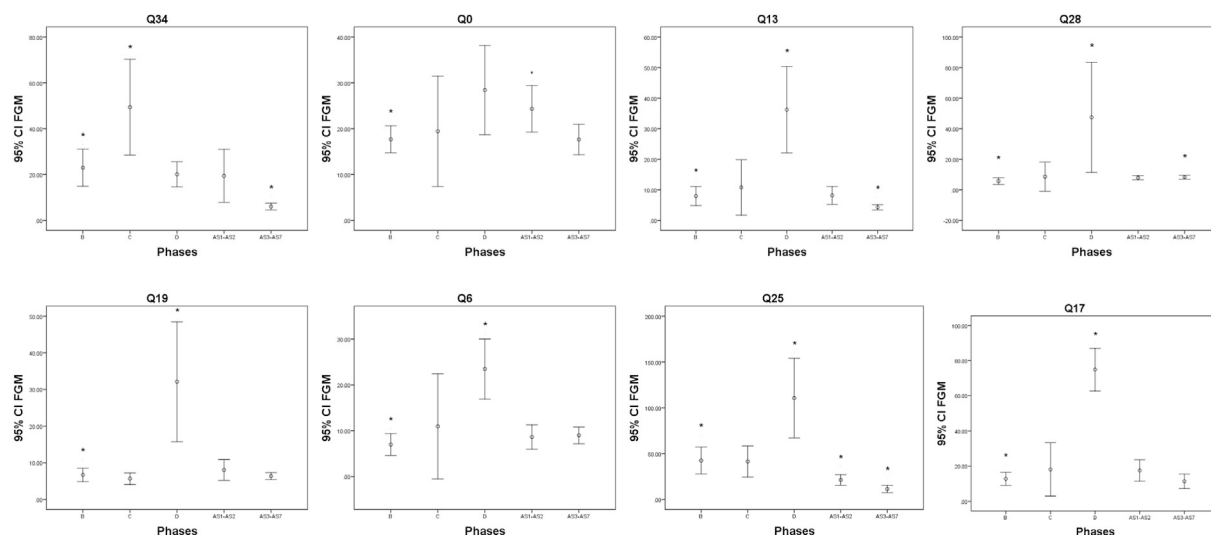 Q34
80.00
60.00
40.00
20.00
.00
95% CI FGM
* * *
B C D AS1-AS2 AS3-AS7
Phases
Q0
40.00
30.00
20.00
10.00
.00
95% CI FGM
* *
B C D AS1-AS2 AS3-AS7
Phases
Q13
60.00
50.00
40.00
30.00
20.00
10.00
.00
95% CI FGM
* * *
B C D AS1-AS2 AS3-AS7
Phases
Q28
100.00
80.00
60.00
40.00
20.00
.00
-20.00
95% CI FGM
* * *
B C D AS1-AS2 AS3-AS7
Phases
Q19
50.00
40.00
30.00
20.00
10.00
.00
95% CI FGM
* *
B C D AS1-AS2 AS3-AS7
Phases
Q6
30.00
20.00
10.00
.00
95% CI FGM
* *
B C D AS1-AS2 AS3-AS7
Phases
Q25
200.00
150.00
100.00
50.00
.00
95% CI FGM
* * * *
B C D AS1-AS2 AS3-AS7
Phases
Q17
100.00
80.00
60.00
40.00
20.00
.00
95% CI FGM
* *
B C D AS1-AS2 AS3-AS7
Phases